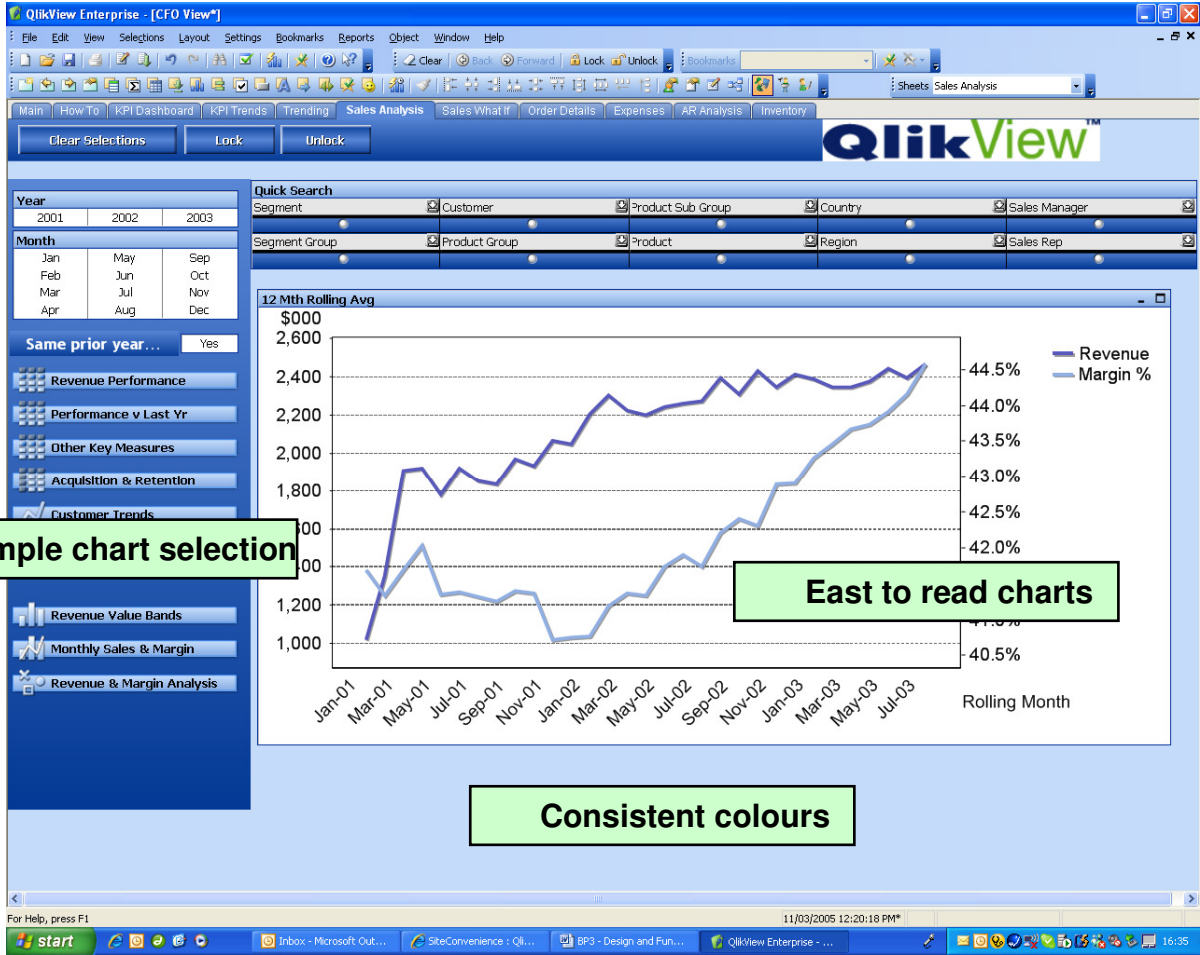 QlikView Enterprise - [CFO View*]
File Edit View Selections Layout Settings Bookmarks Reports Object Window Help
Clear Back Forward Lock Unlock Bookmarks
Sheets Sales Analysis
Main How To KPI Dashboard KPI Trends Trending Sales Analysis Sales What If Order Details Expenses AR Analysis Inventory
Clear Selections Lock Unlock
QlikView™
Year
2001 2002 2003
Month
Jan May Sep
Feb Jun Oct
Mar Jul Nov
Apr Aug Dec
Same prior year... Yes
Revenue Performance
Performance v Last Yr
Other Key Measures
Acquisition & Retention
Customer Trends
mple chart selection
Revenue Value Bands
Monthly Sales & Margin
Revenue & Margin Analysis
Quick Search
Segment Customer Product Sub Group Country Sales Manager
Segment Group Product Group Product Region Sales Rep
12 Mth Rolling Avg
$000
2,600
2,400
2,200
2,000
1,800
600
400
1,200
1,000
44.5%
44.0%
43.5%
43.0%
42.5%
42.0%
41.0%
40.5%
Revenue
Margin %
East to read charts
Jan-01 Mar-01 May-01 Jul-01 Sep-01 Nov-01 Jan-02 Mar-02 May-02 Jul-02 Sep-02 Nov-02 Jan-03 Mar-03 May-03 Jul-03
Rolling Month
Consistent colours
For Help, press F1
11/03/2005 12:20:18 PM*
start
Inbox - Microsoft Out...
SiteConvenience : Qli...
BP3 - Design and Fun...
QlikView Enterprise - ...
16:35